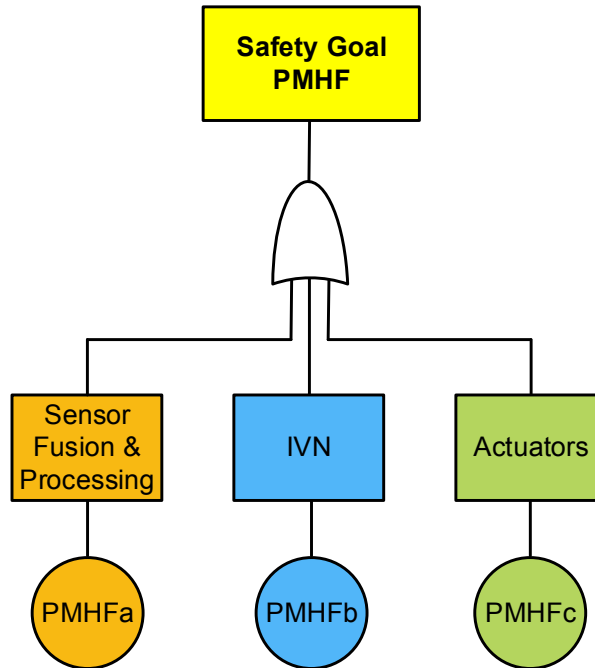 Safety Goal
PMHF
Sensor
Fusion &
Processing
IVN
Actuators
PMHFa
PMHFb
PMHFc